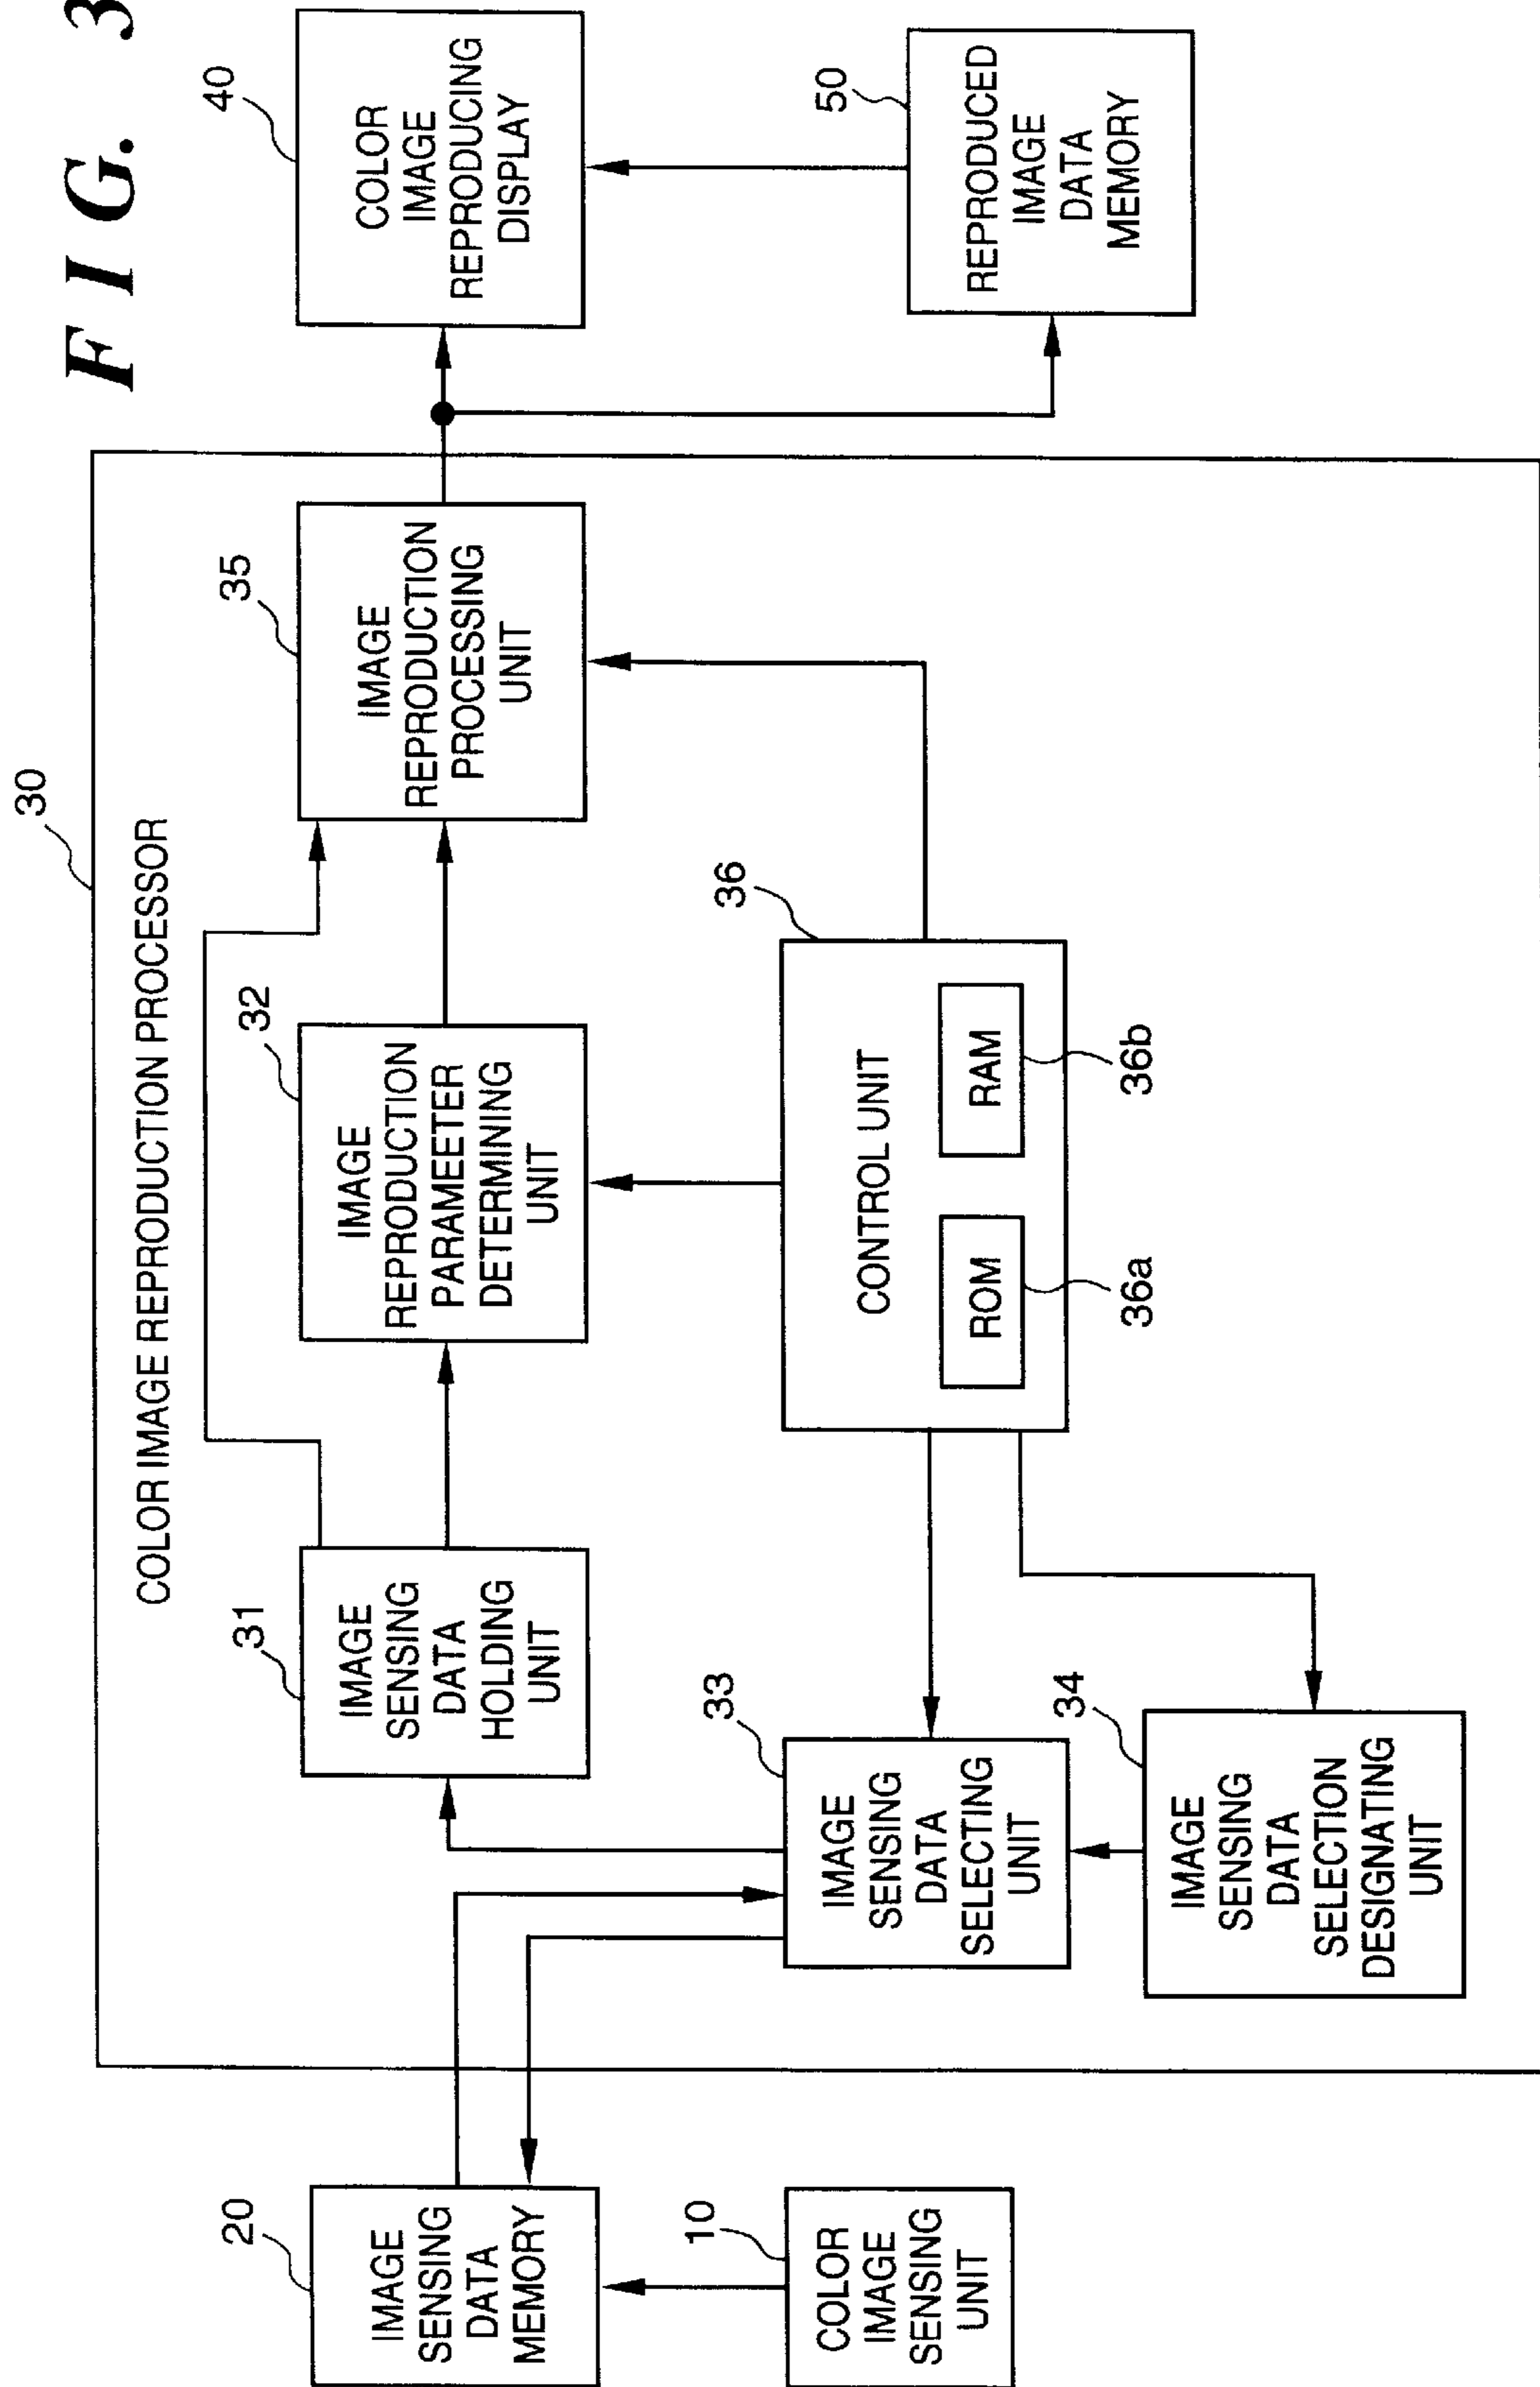 FIG. 3
30
COLOR IMAGE REPRODUCTION PROCESSOR
20
IMAGE
SENSING
DATA
MEMORY
10
COLOR
IMAGE
SENSING
UNIT
31
IMAGE
SENSING
DATA
HOLDING
UNIT
32
IMAGE
REPRODUCTION
PARAMEETER
DETERMINING
UNIT
35
IMAGE
REPRODUCTION
PROCESSING
UNIT
40
COLOR
IMAGE
REPRODUCING
DISPLAY
33
IMAGE
SENSING
DATA
SELECTING
UNIT
34
IMAGE
SENSING
DATA
SELECTION
DESIGNATING
UNIT
36
CONTROL UNIT
ROM
RAM
36a
36b
50
REPRODUCED
IMAGE
DATA
MEMORY